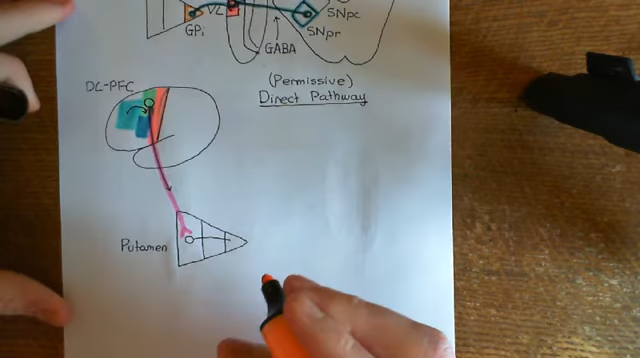 VL
SNpc
GPi
SNpr
GABA
(Permissive)
Direct Pathway
DL-PFC
Putamen